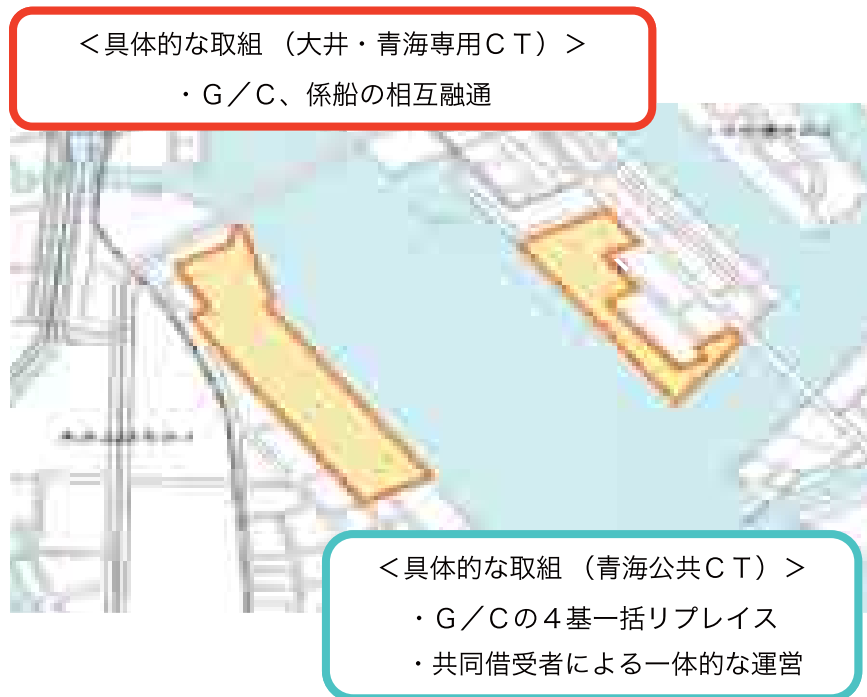 ＜具体的な取組 （大井・青海専用ＣＴ）＞
・Ｇ／Ｃ、係船の相互融通
＜具体的な取組 （青海公共ＣＴ）＞
・Ｇ／Ｃの４基一括リプレイス
・共同借受者による一体的な運営